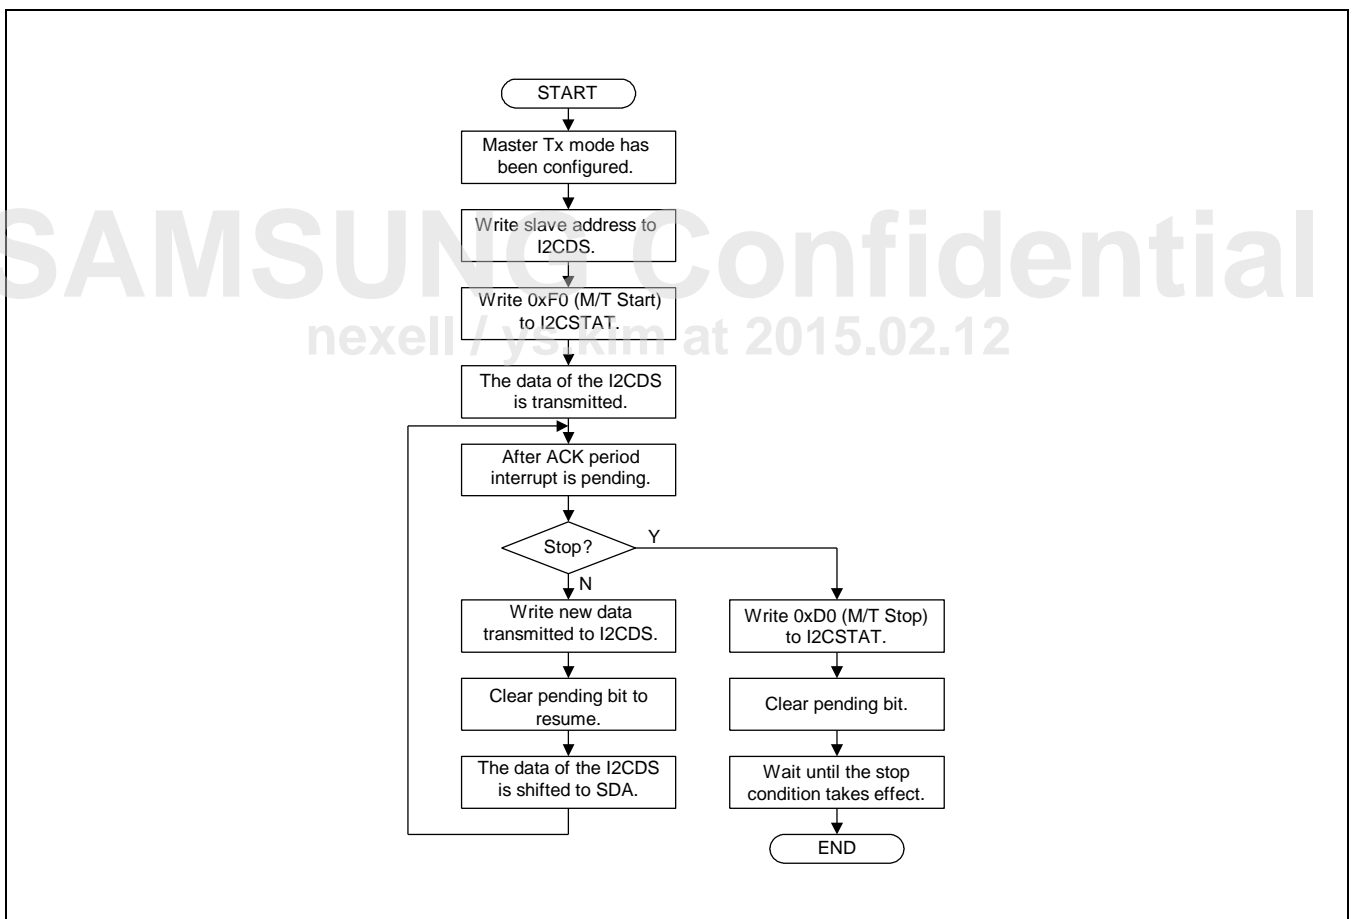 START
Master Tx mode has
been configured.
Write slave address to
I2CDS.
SAMSUNG Confidential
Write 0xF0 (M/T Start)
to I2CSTAT.
nexell / ys.kim at 2015.02.12
The data of the I2CDS
is transmitted.
After ACK period
interrupt is pending.
Stop?
Y
N
Write new data
transmitted to I2CDS.
Clear pending bit to
resume.
The data of the I2CDS
is shifted to SDA.
Write 0xD0 (M/T Stop)
to I2CSTAT.
Clear pending bit.
Wait until the stop
condition takes effect.
END